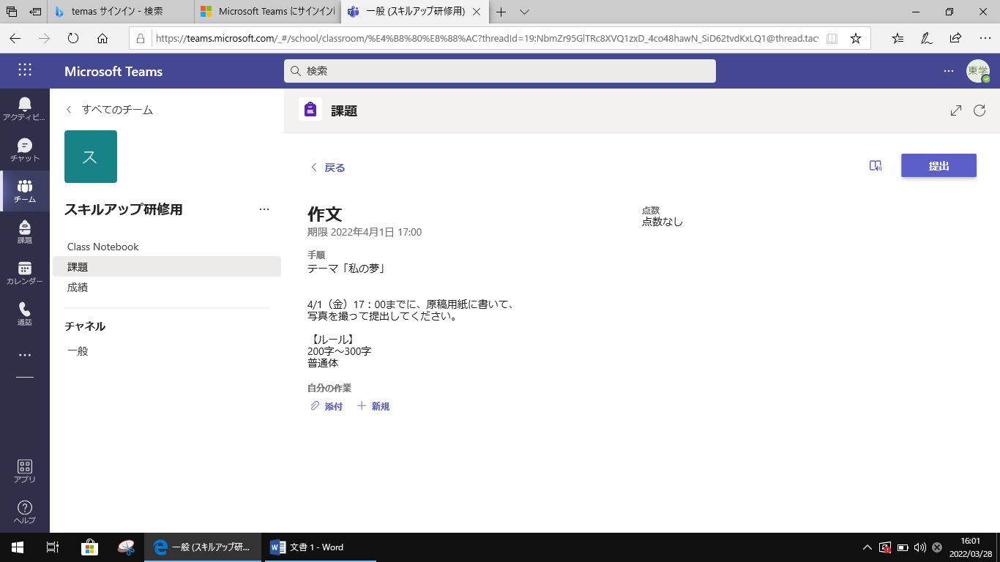 temas サインイン - 検索
Microsoft Teams にサインイン
一般 (スキルアップ研修用)
https://teams.microsoft.com/_#/school/classroom/%E4%B8%80%E8%88%AC?threadId=19:NbmZr95GlTRc8XVQ1zxD_4co48hawN_SiD62tvdKxLQ1@thread.tac
Microsoft Teams
検索
東学
アクティビ...
チャット
チーム
課題
カレンダー
通話
アプリ
ヘルプ
すべてのチーム
ス
スキルアップ研修用
Class Notebook
課題
成績
チャネル
一般
課題
戻る
提出
作文
期限 2022年4月1日 17:00
点数
点数なし
手順
テーマ「私の夢」
4/1（金）17：00までに、原稿用紙に書いて、
写真を撮って提出してください。
【ルール】
200字～300字
普通体
自分の作業
添付
新規
一般 (スキルアップ研...
文書 1 - Word
16:01
2022/03/28